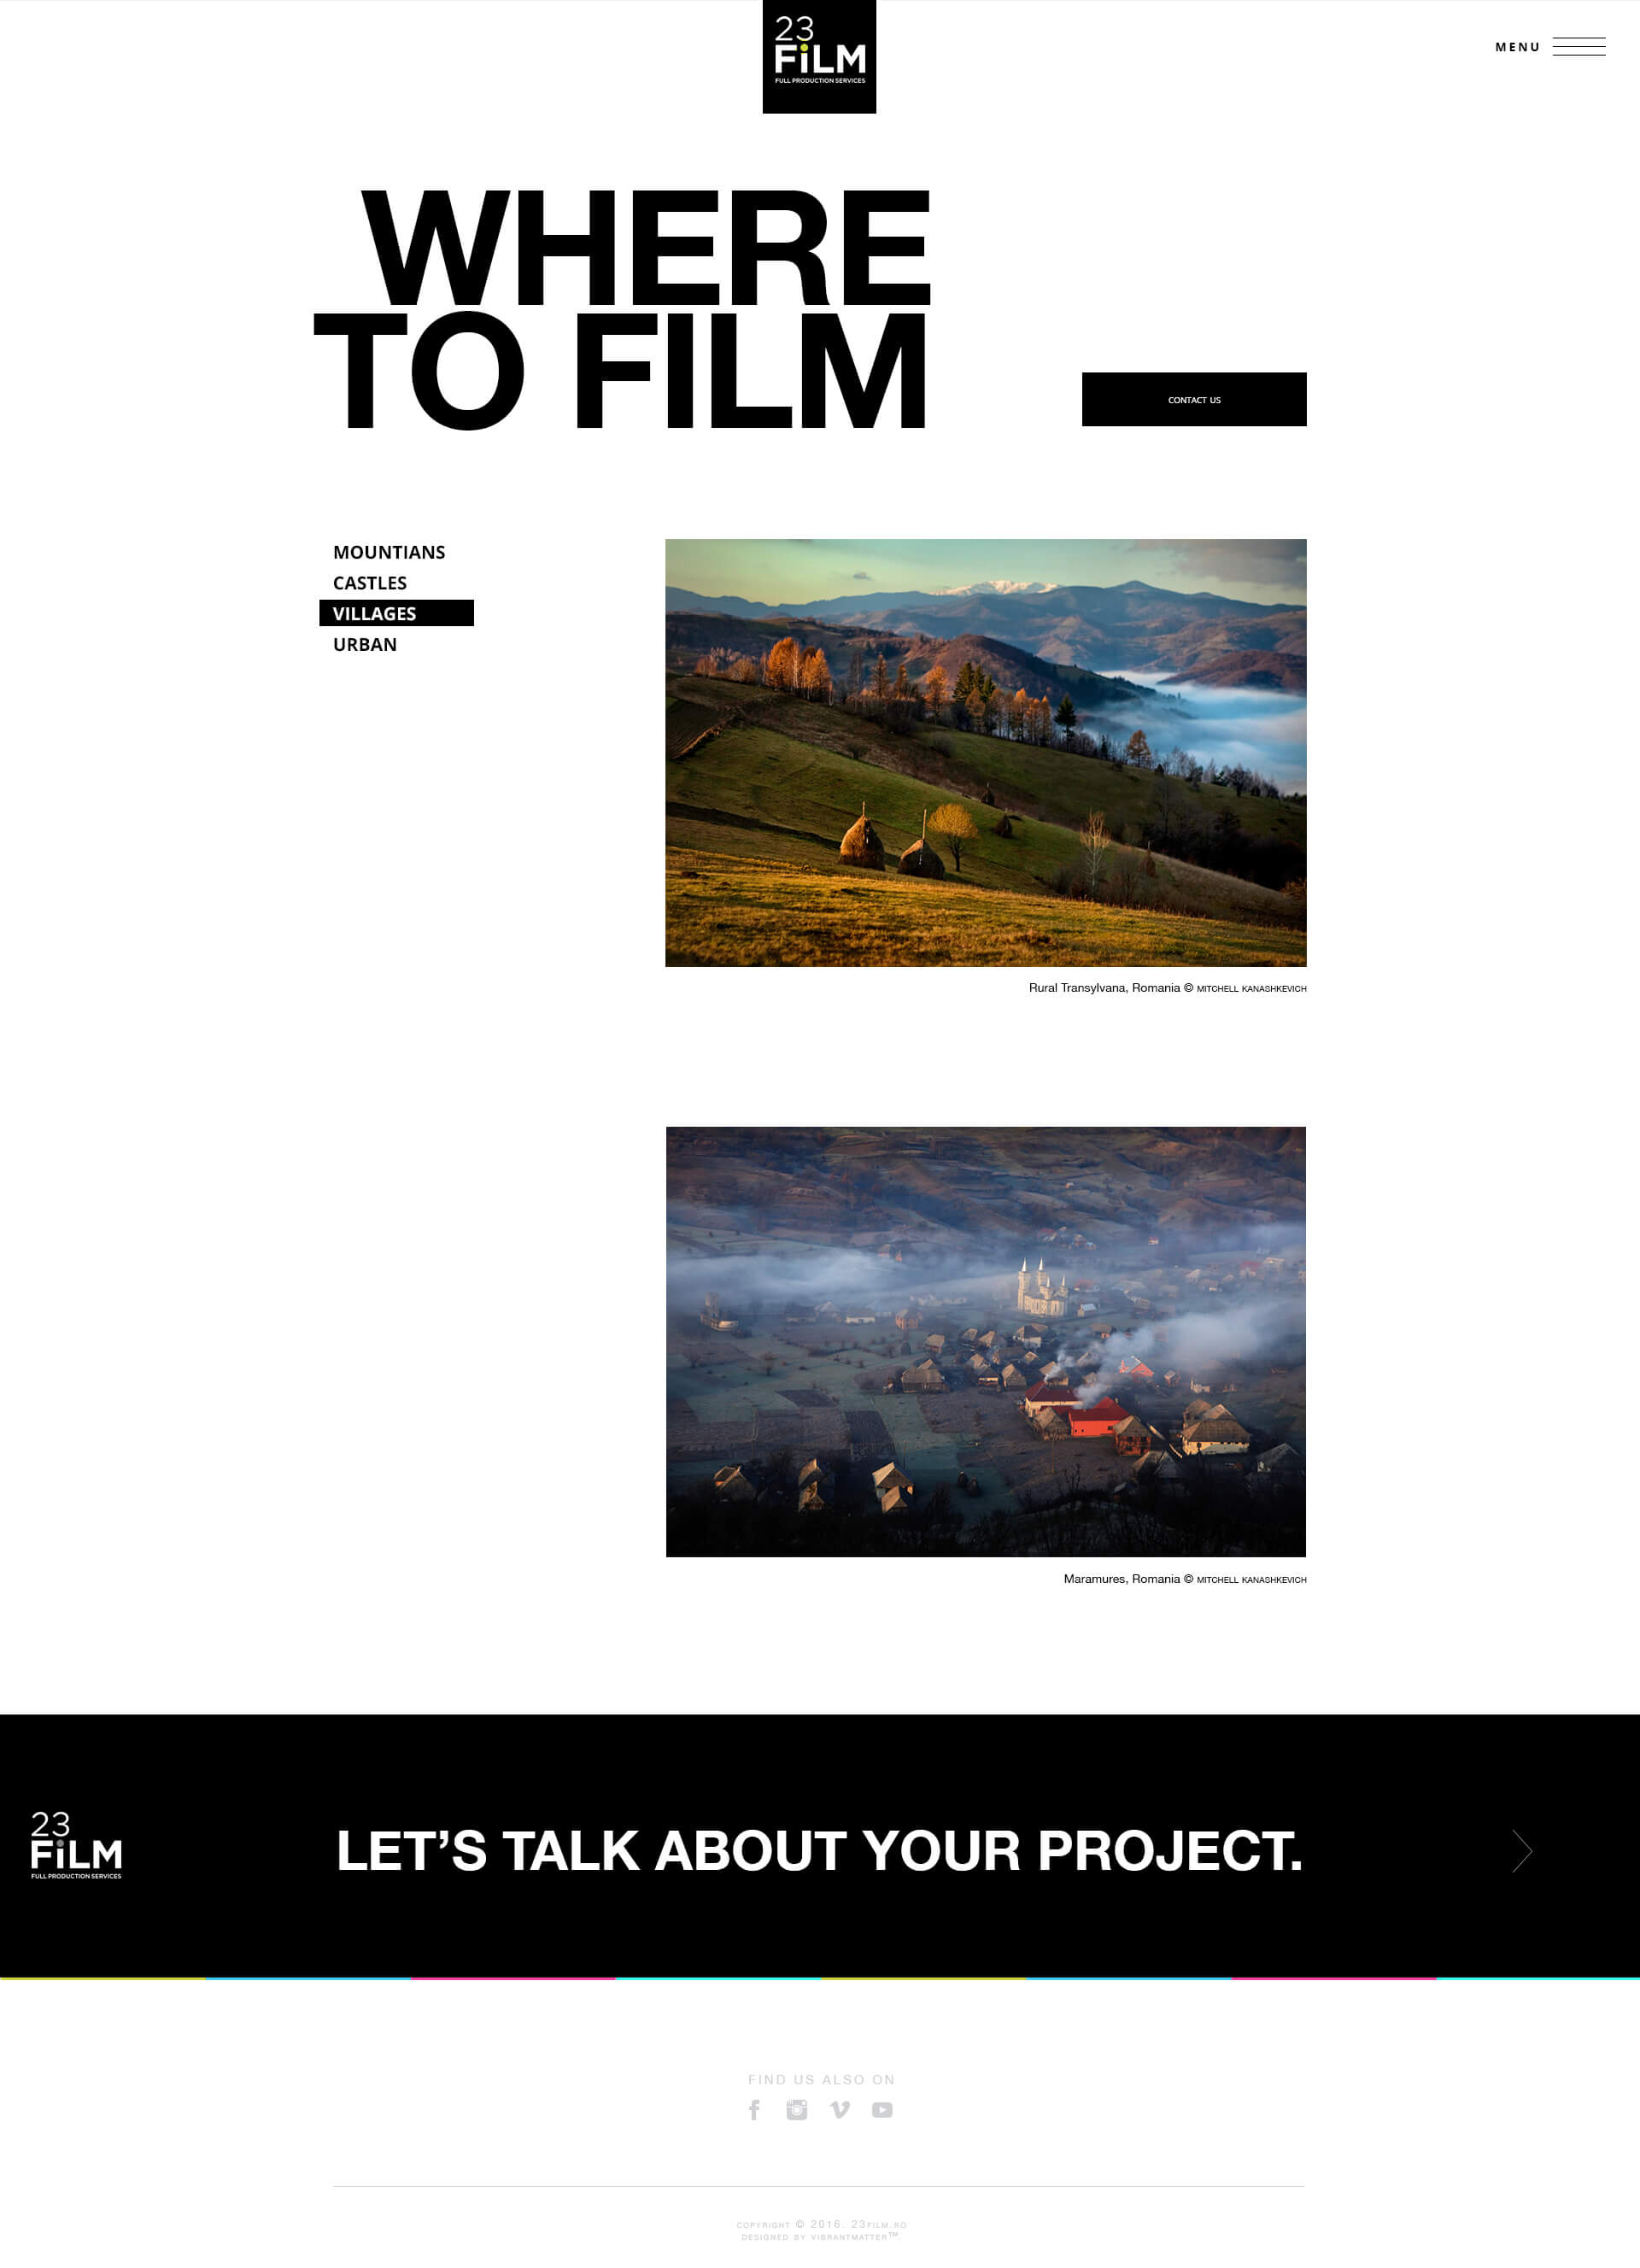 23
FiLM
FULL PRODUCTION SERVICES
MENU
WHERE
TO FILM
CONTACT US
MOUNTIANS
CASTLES
VILLAGES
URBAN
Rural Transylvana, Romania © MITCHELL KANASHKEVICH
Maramures, Romania © MITCHELL KANASHKEVICH
23
FiLM
FULL PRODUCTION SERVICES
LET’S TALK ABOUT YOUR PROJECT.
FIND US ALSO ON
COPYRIGHT © 2016. 23FILM.RO
DESIGNED BY VIBRANTMATTER™